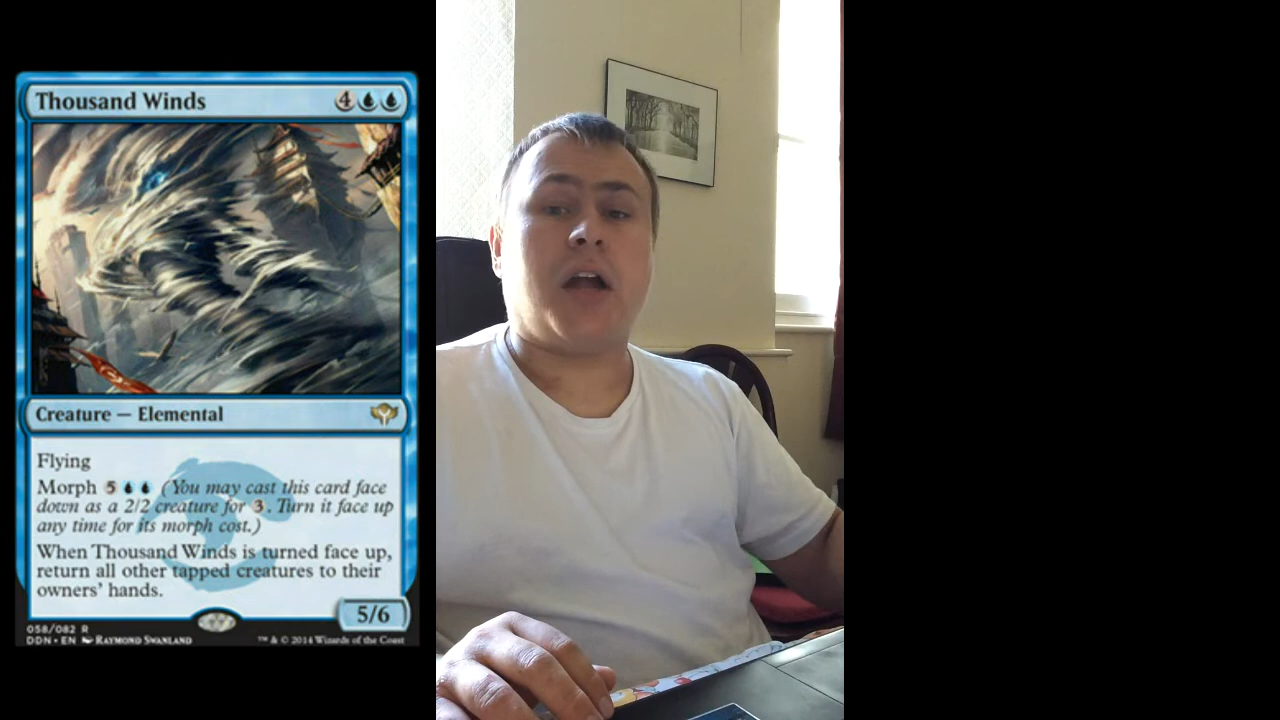 Thousand Winds 4
Creature — Elemental
Flying
Morph 5 (You may cast this card face
down as a 2/2 creature for 3. Turn it face up
any time for its morph cost.)
When Thousand Winds is turned face up,
return all other tapped creatures to their
owners' hands.
5/6
058/082 R
DDN • EN Raymond Swanland
™ & © 2014 Wizards of the Coast